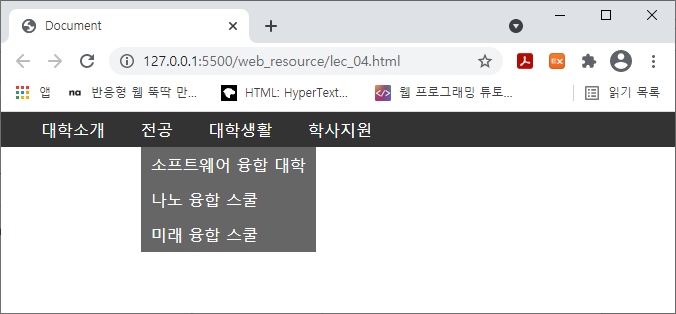 Document
127.0.0.1:5500/web_resource/lec_04.html
앱 na 반응형 웹 뚝딱 만... HTML: HyperText... 웹 프로그래밍 튜토... 읽기 목록
대학소개 전공 대학생활 학사지원
소프트웨어 융합 대학
나노 융합 스쿨
미래 융합 스쿨